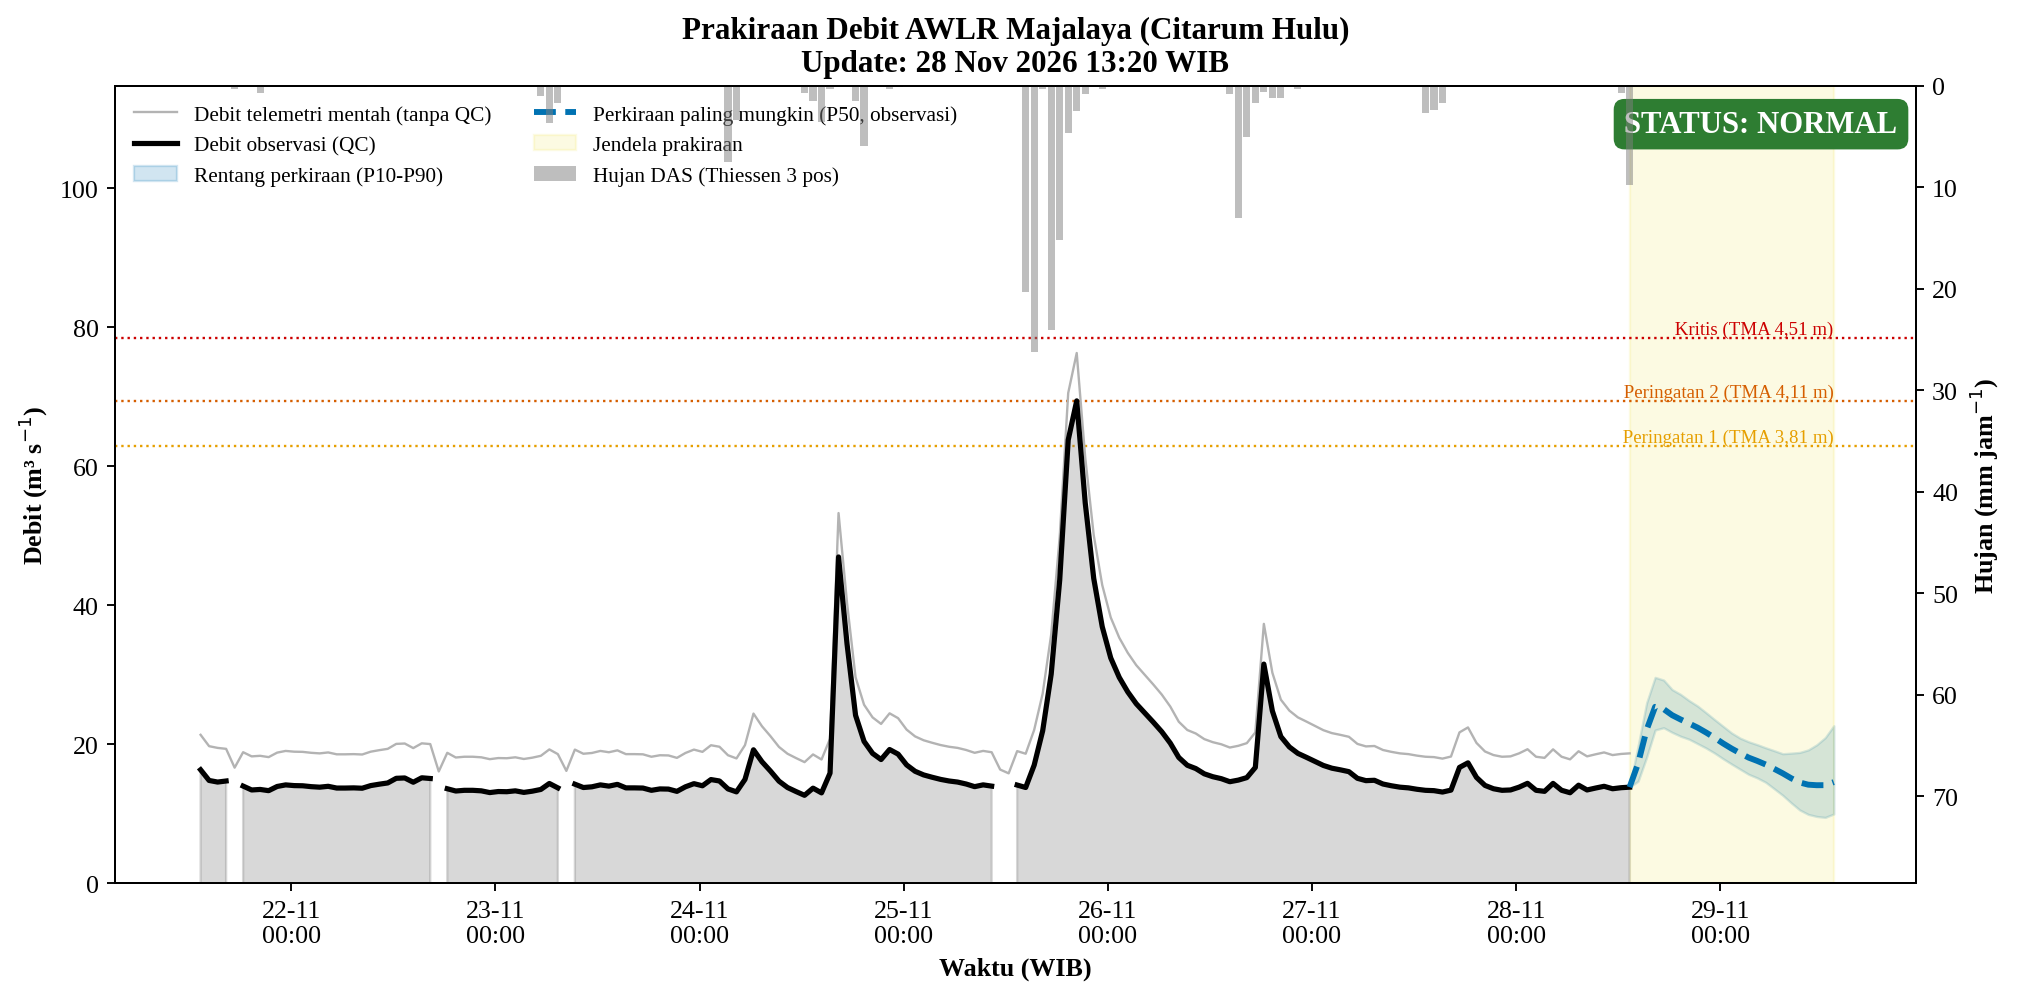 Prakiraan Debit AWLR Majalaya (Citarum Hulu)
Update: 28 Nov 2026 13:20 WIB
Debit telemetri mentah (tanpa QC)
Debit observasi (QC)
Rentang perkiraan (P10-P90)
Perkiraan paling mungkin (P50, observasi)
Jendela prakiraan
Hujan DAS (Thiessen 3 pos)
STATUS: NORMAL
Kritis (TMA 4,51 m)
Peringatan 2 (TMA 4,11 m)
Peringatan 1 (TMA 3,81 m)
Debit (m³ s⁻¹)
100
80
60
40
20
0
Hujan (mm jam⁻¹)
0
10
20
30
40
50
60
70
22-11
00:00
23-11
00:00
24-11
00:00
25-11
00:00
26-11
00:00
27-11
00:00
28-11
00:00
29-11
00:00
Waktu (WIB)